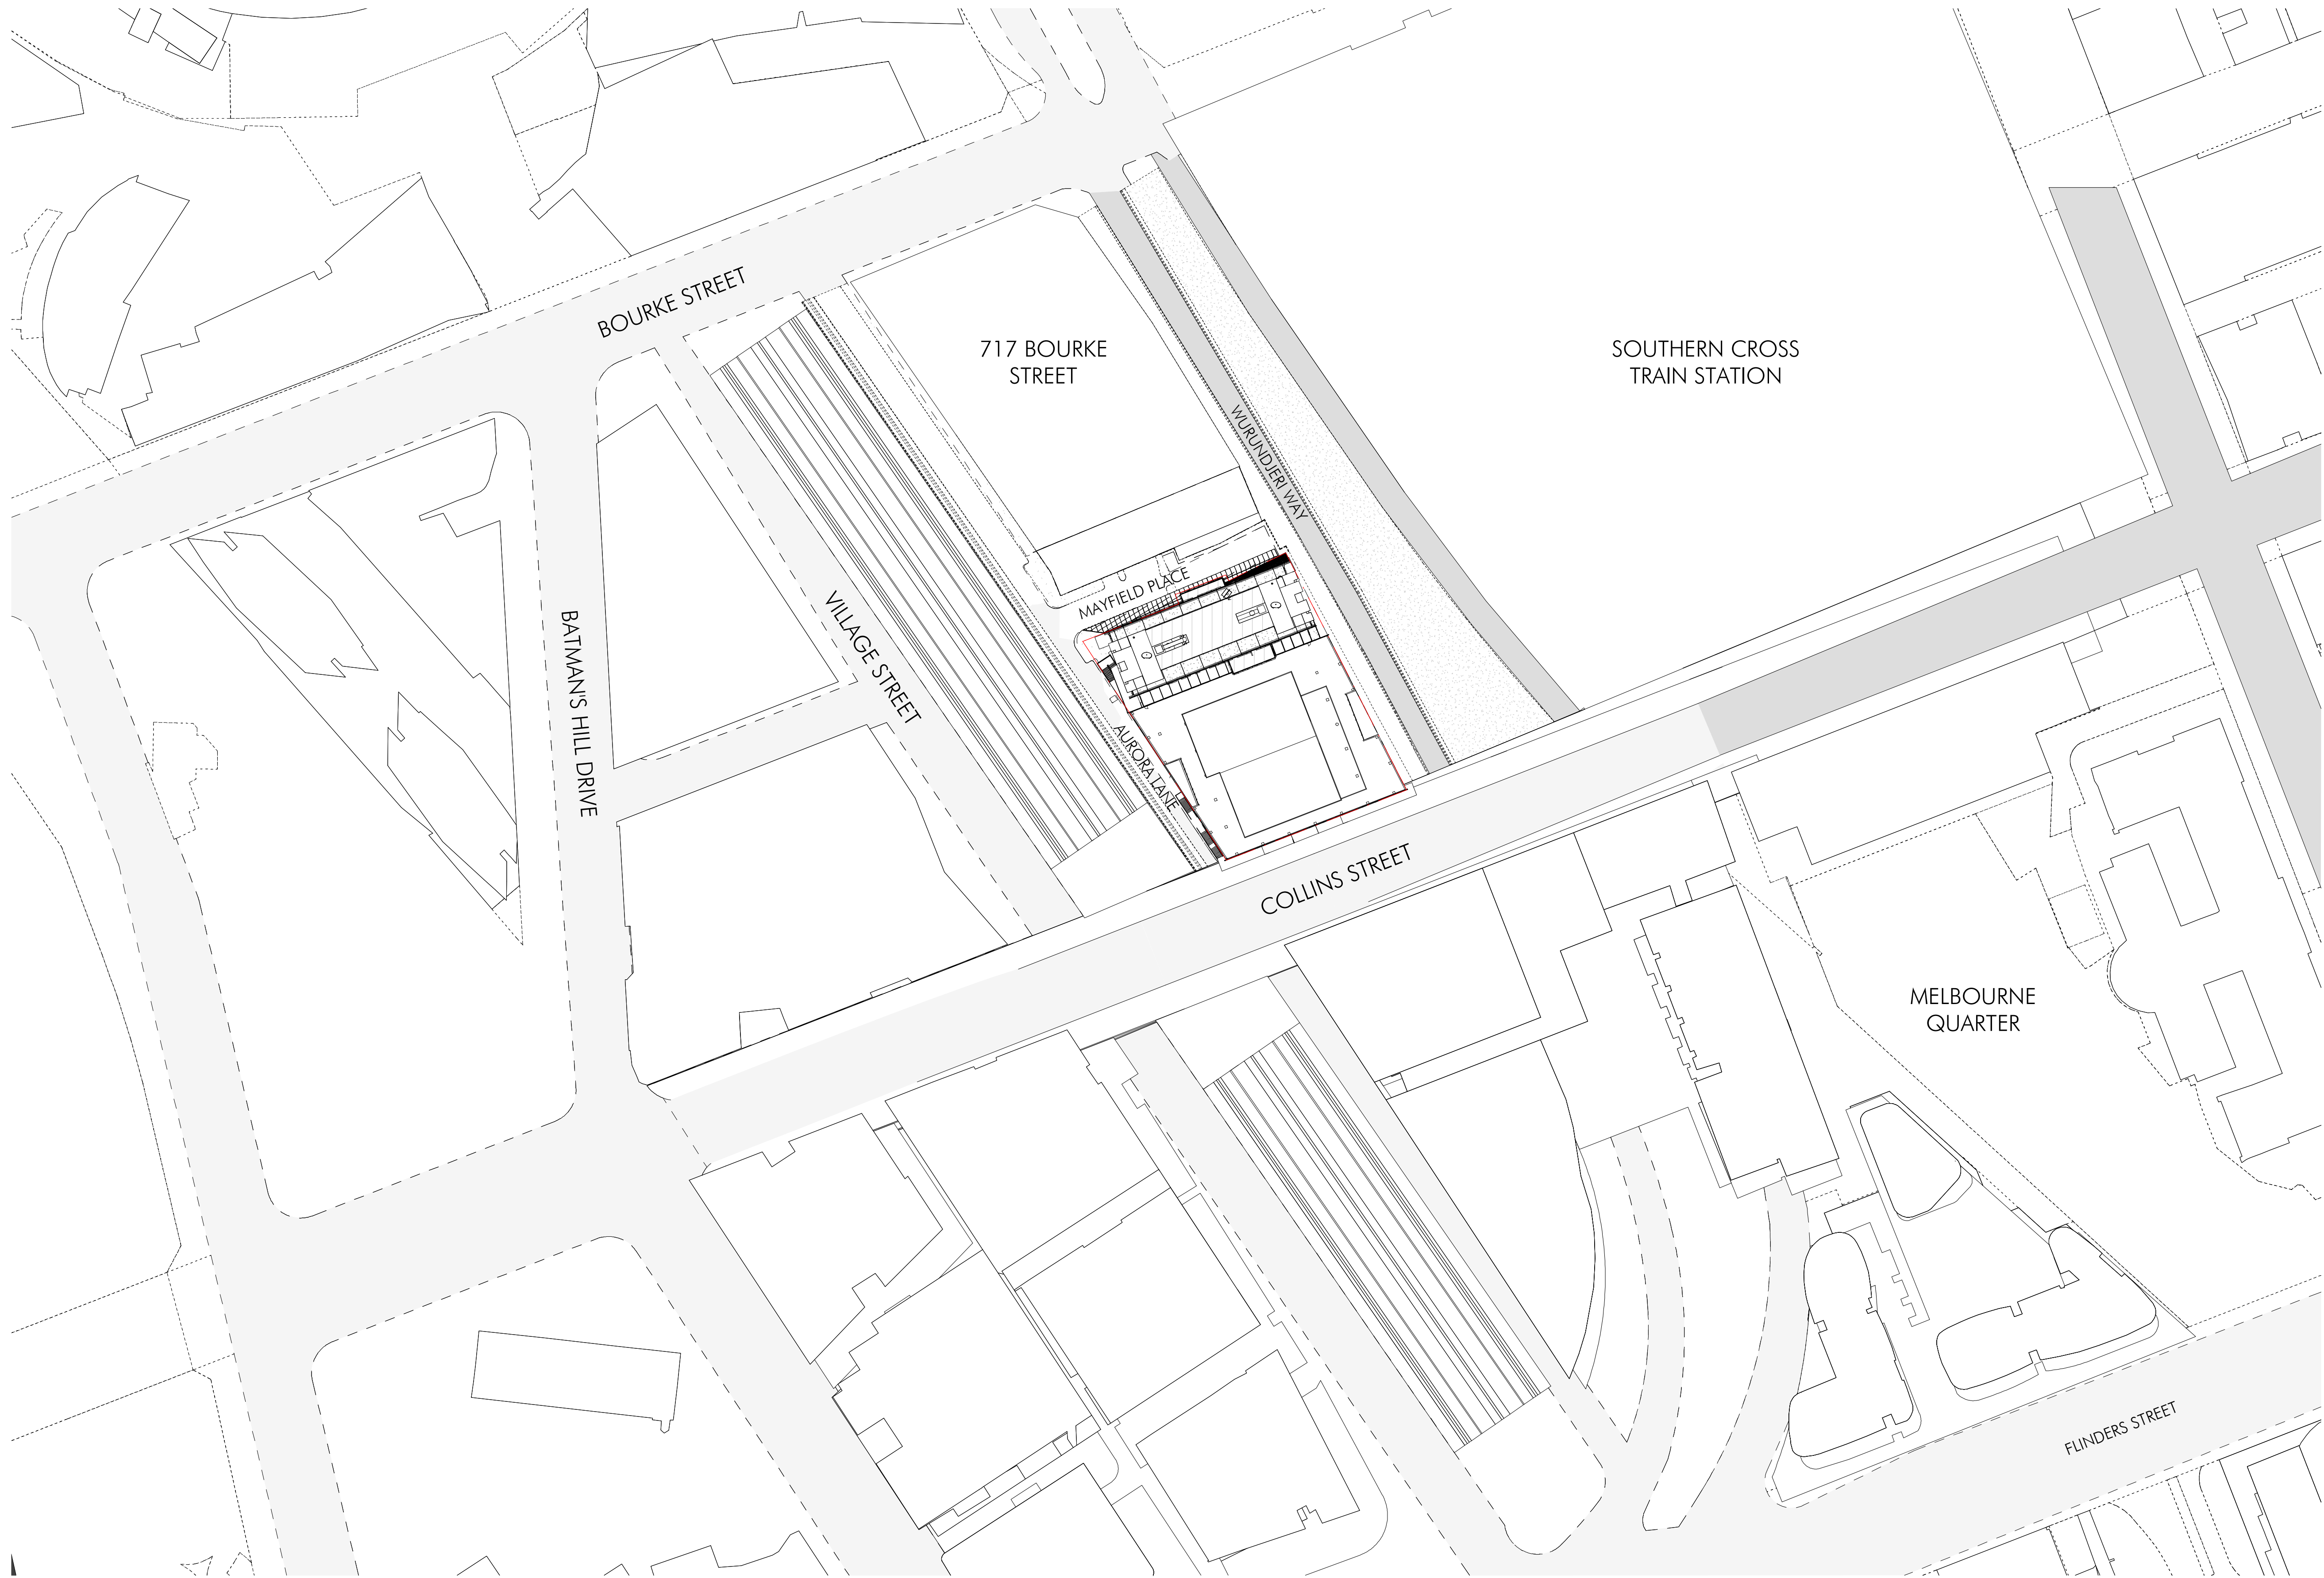 BOURKE STREET
717 BOURKE
STREET
SOUTHERN CROSS
TRAIN STATION
WURUNDJERI WAY
MAYFIELD PLACE
VILLAGE STREET
BATMAN'S HILL DRIVE
AURORA LANE
COLLINS STREET
MELBOURNE
QUARTER
FLINDERS STREET